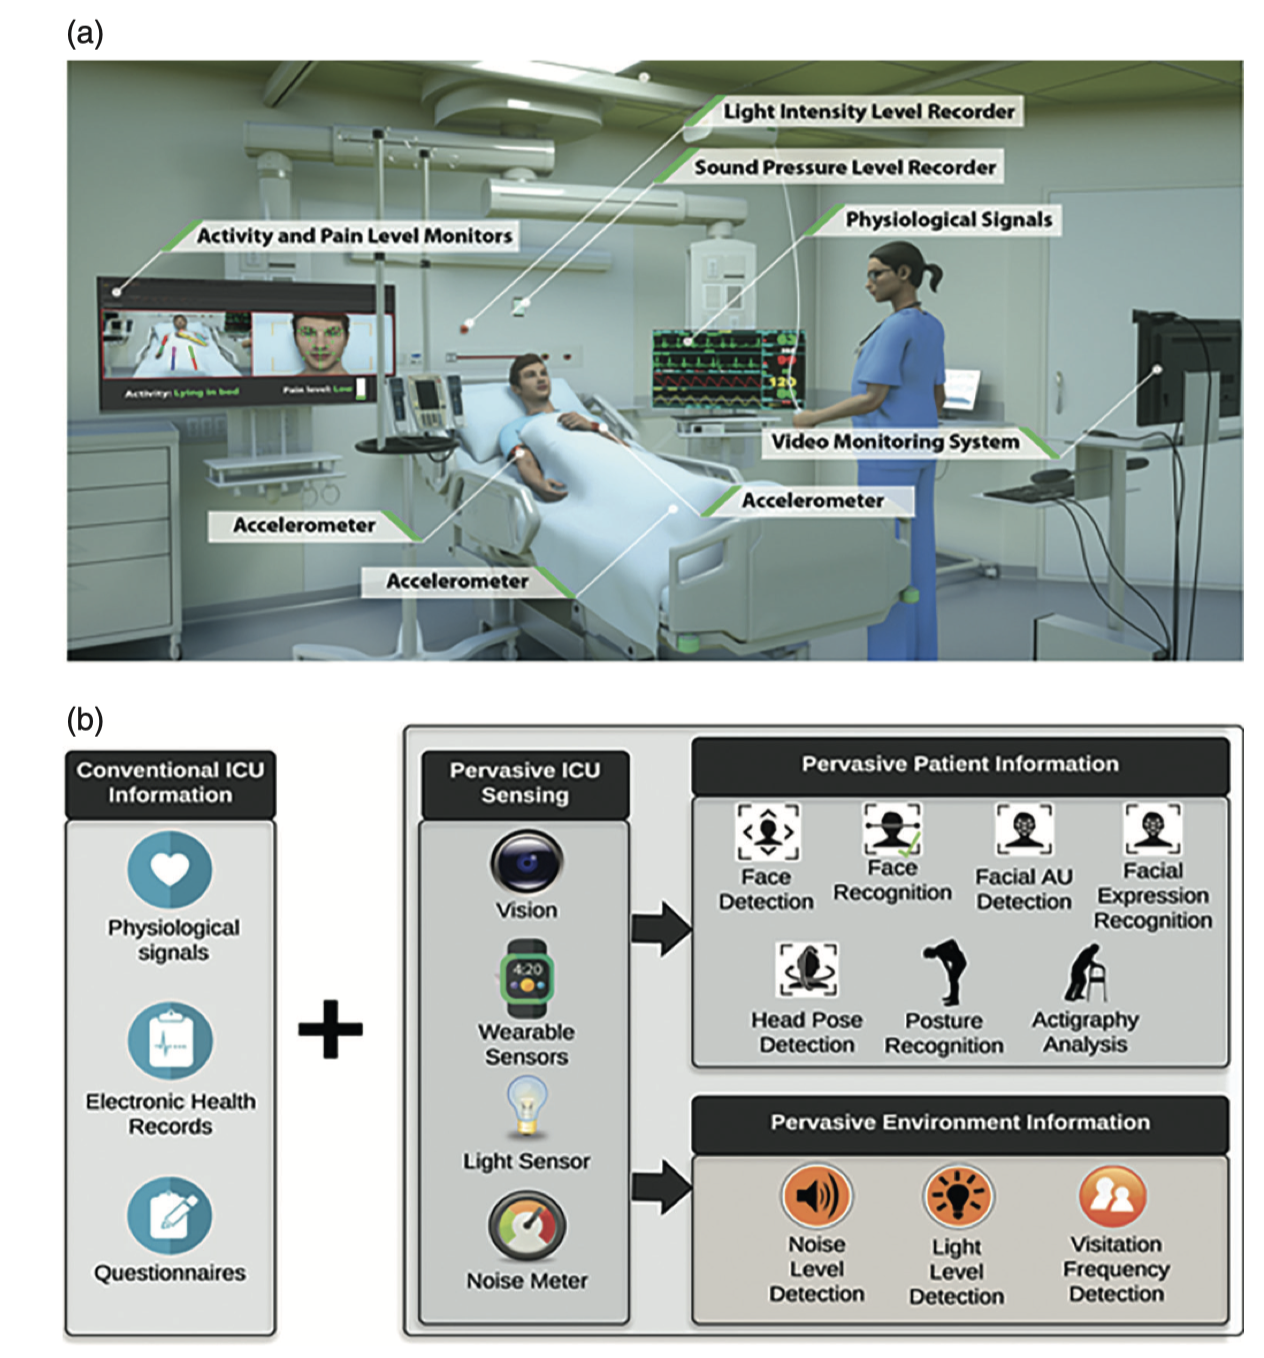 (a)
Light Intensity Level Recorder
Sound Pressure Level Recorder
Physiological Signals
Activity and Pain Level Monitors
Activity: Lying in bed
Pain level: Low
120
Video Monitoring System
Accelerometer
Accelerometer
Accelerometer
(b)
Conventional ICU
Information
Physiological
signals
Electronic Health
Records
Questionnaires
Pervasive ICU
Sensing
Vision
4:20
Wearable
Sensors
Light Sensor
Noise Meter
Pervasive Patient Information
Face
Detection
Face
Recognition
Facial AU
Detection
Facial
Expression
Recognition
Head Pose
Detection
Posture
Recognition
Actigraphy
Analysis
Pervasive Environment Information
Noise
Level
Detection
Light
Level
Detection
Visitation
Frequency
Detection